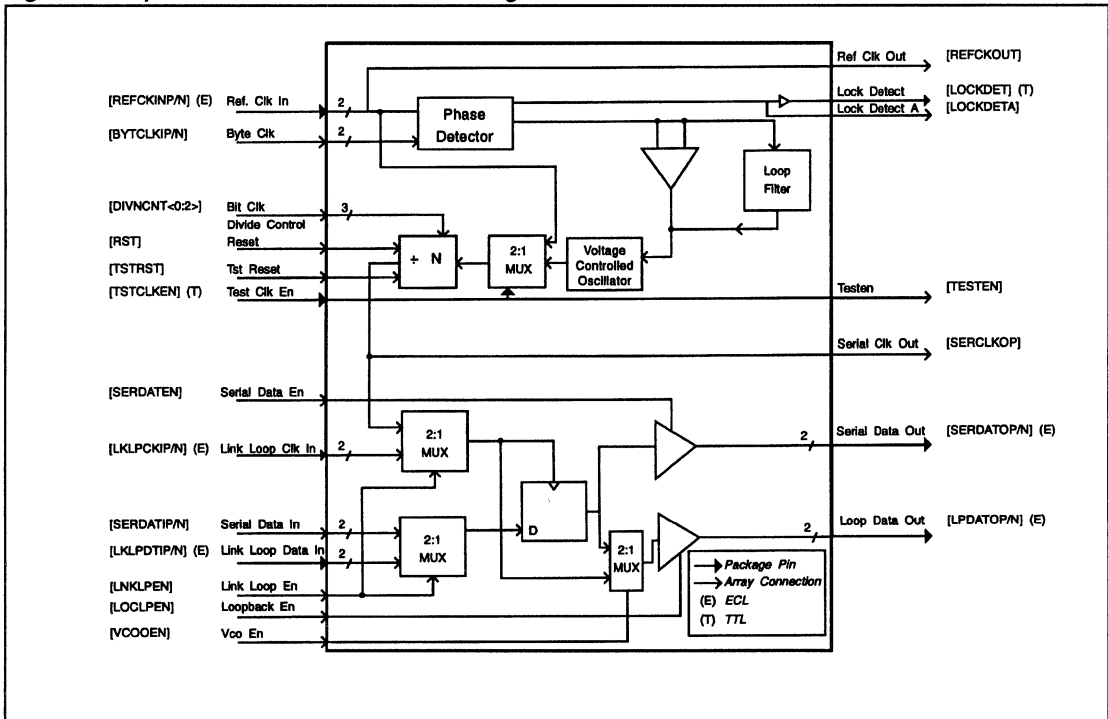 Ref Clk Out [REFCKOUT]
[REFCKINP/N] (E) Ref. Clk In 2
Lock Detect [LOCKDET] (T)
Lock Detect A [LOCKDETA]
Phase
Detector
[BYTCLKIP/N] Byte Clk 2
Loop
Filter
[DIVNCNT<0:2>] Bit Clk 3
Divide Control
[RST] Reset
÷ N
2:1
MUX
Voltage
Controlled
Oscillator
[TSTRST] Tst Reset
[TSTCLKEN] (T) Test Clk En
Testen [TESTEN]
Serial Clk Out [SERCLKOP]
[SERDATEN] Serial Data En
2:1
MUX
[LKLPCKIP/N] (E) Link Loop Clk In 2
2 Serial Data Out [SERDATOP/N] (E)
D
[SERDATIP/N] Serial Data In 2
2:1
MUX
[LKLPDTIP/N] (E) Link Loop Data In 2
2:1
MUX
2 Loop Data Out [LPDATOP/N] (E)
[LNKLPEN] Link Loop En
[LOCLPEN] Loopback En
[VCOOEN] Vco En
Package Pin
Array Connection
(E) ECL
(T) TTL